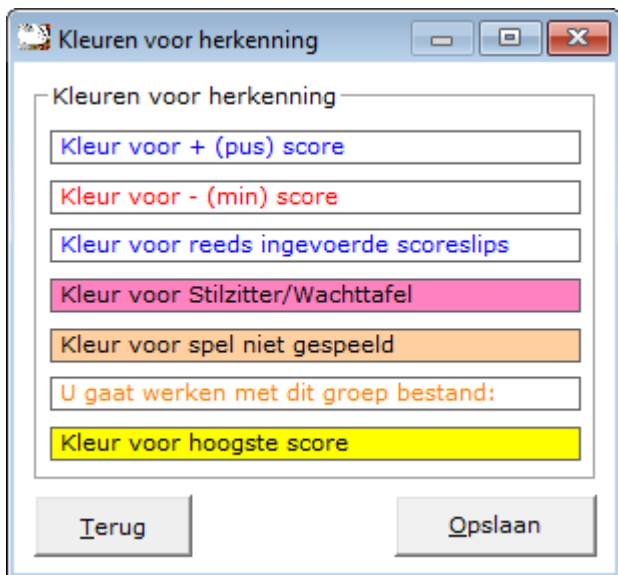 Kleuren voor herkenning
Kleuren voor herkenning
Kleur voor + (pus) score
Kleur voor - (min) score
Kleur voor reeds ingevoerde scoreslips
Kleur voor Stilzitter/Wachttafel
Kleur voor spel niet gespeeld
U gaat werken met dit groep bestand:
Kleur voor hoogste score
Terug
Opslaan